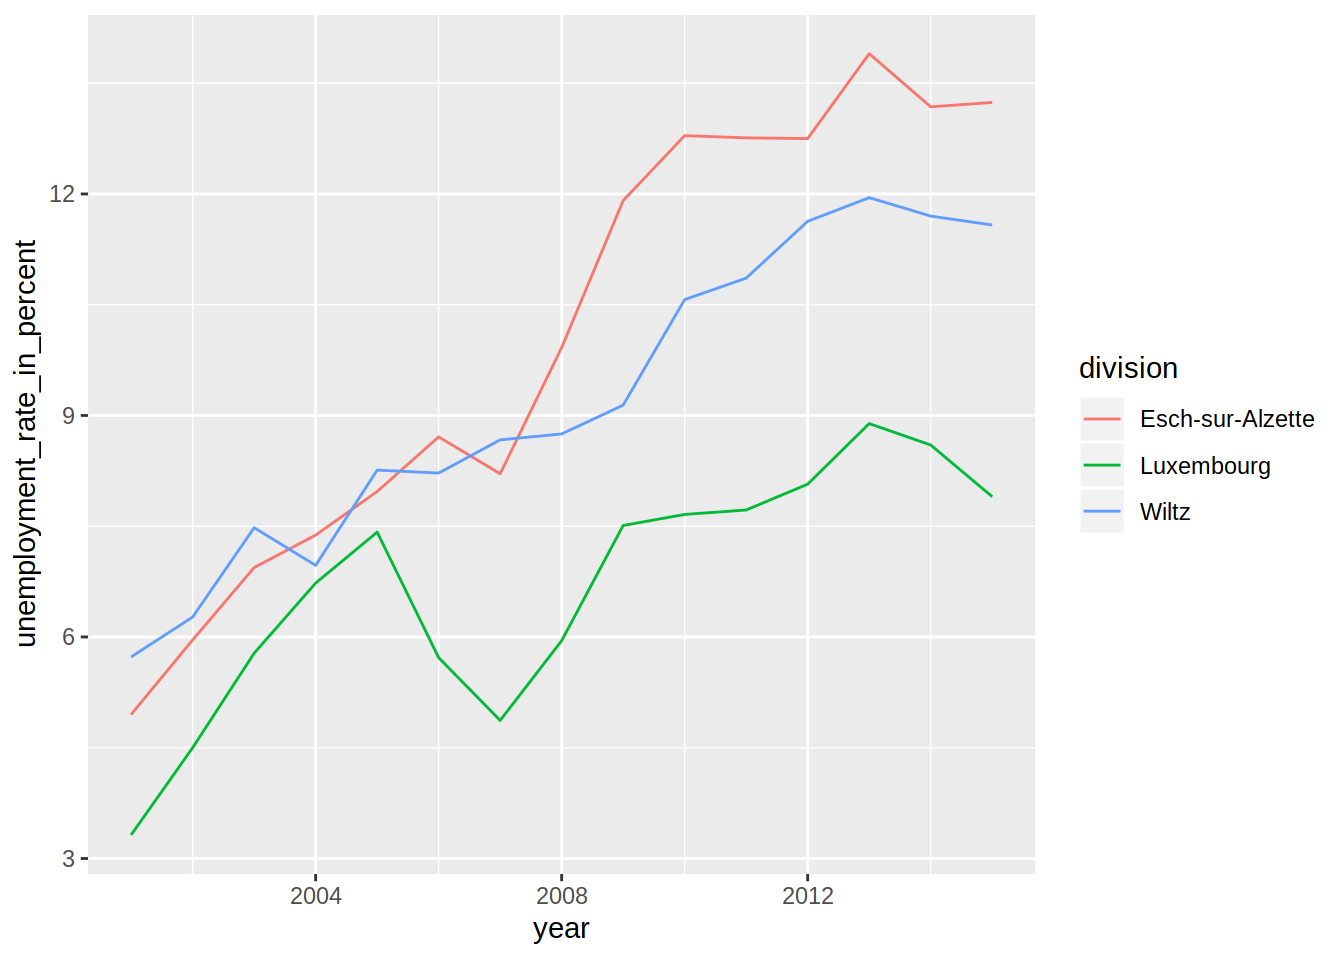 unemployment_rate_in_percent
12
9
6
3
2004
2008
2012
year
division
Esch-sur-Alzette
Luxembourg
Wiltz